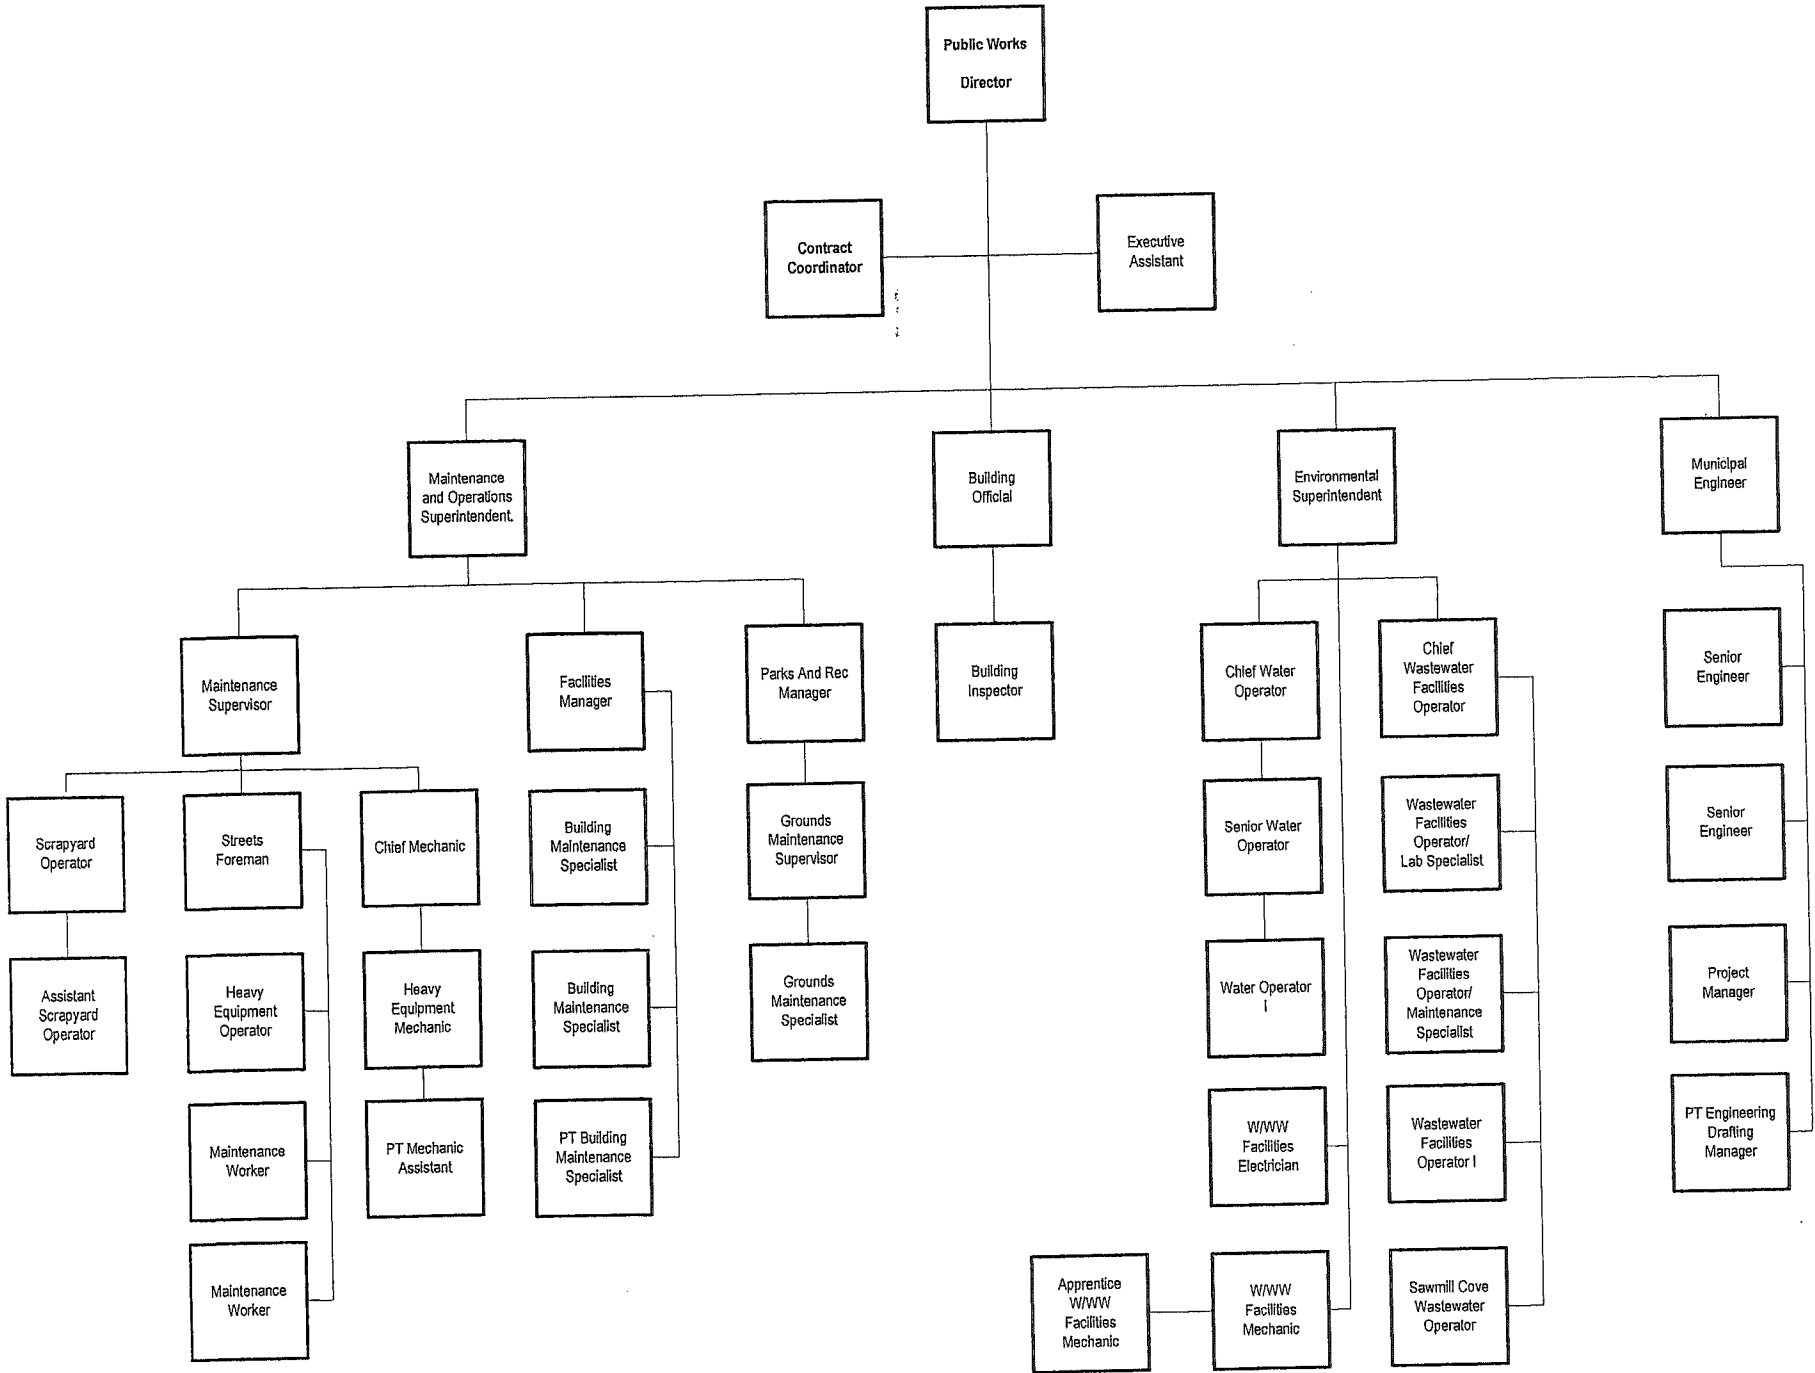 Public Works
Director
Contract
Coordinator
Executive
Assistant
Maintenance
and Operations
Superintendent.
Building
Official
Environmental
Superintendent
Municipal
Engineer
Maintenance
Supervisor
Facilities
Manager
Parks And Rec
Manager
Building
Inspector
Chief Water
Operator
Chief
Wastewater
Facilities
Operator
Senior
Engineer
Scrapyard
Operator
Streets
Foreman
Chief Mechanic
Building
Maintenance
Specialist
Grounds
Maintenance
Supervisor
Senior Water
Operator
Wastewater
Facilities
Operator/
Lab Specialist
Senior
Engineer
Assistant
Scrapyard
Operator
Heavy
Equipment
Operator
Heavy
Equipment
Mechanic
Building
Maintenance
Specialist
Grounds
Maintenance
Specialist
Water Operator
I
Wastewater
Facilities
Operator/
Maintenance
Specialist
Project
Manager
Maintenance
Worker
PT Mechanic
Assistant
PT Building
Maintenance
Specialist
W/WW
Facilities
Electrician
Wastewater
Facilities
Operator I
PT Engineering
Drafting
Manager
Maintenance
Worker
Apprentice
W/WW
Facilities
Mechanic
W/WW
Facilities
Mechanic
Sawmill Cove
Wastewater
Operator